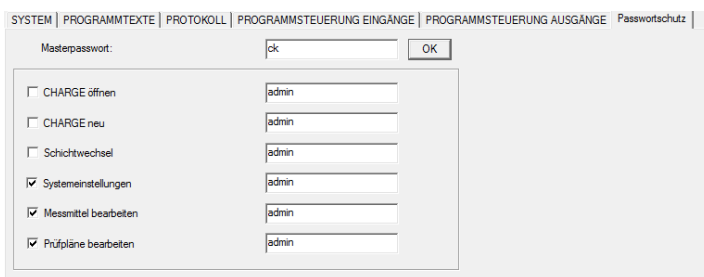 SYSTEM PROGRAMMTEXTE PROTOKOLL PROGRAMMSTEUERUNG EINGÄNGE PROGRAMMSTEUERUNG AUSGÄNGE Passwortschutz
Masterpasswort: ck OK
CHARGE öffnen admin
CHARGE neu admin
Schichtwechsel admin
Systemeinstellungen admin
Messmittel bearbeiten admin
Prüfpläne bearbeiten admin